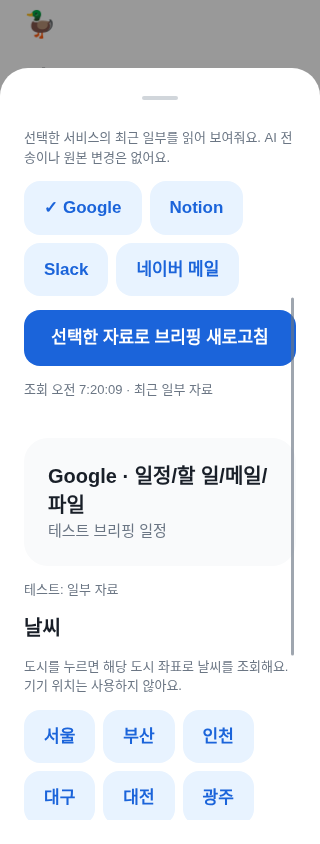 선택한 서비스의 최근 일부를 읽어 보여줘요. AI 전
송이나 원본 변경은 없어요.
✓ Google
Notion
Slack
네이버 메일
선택한 자료로 브리핑 새로고침
조회 오전 7:20:09 · 최근 일부 자료
Google · 일정/할 일/메일/
파일
테스트 브리핑 일정
테스트: 일부 자료
날씨
도시를 누르면 해당 도시 좌표로 날씨를 조회해요.
기기 위치는 사용하지 않아요.
서울
부산
인천
대구
대전
광주